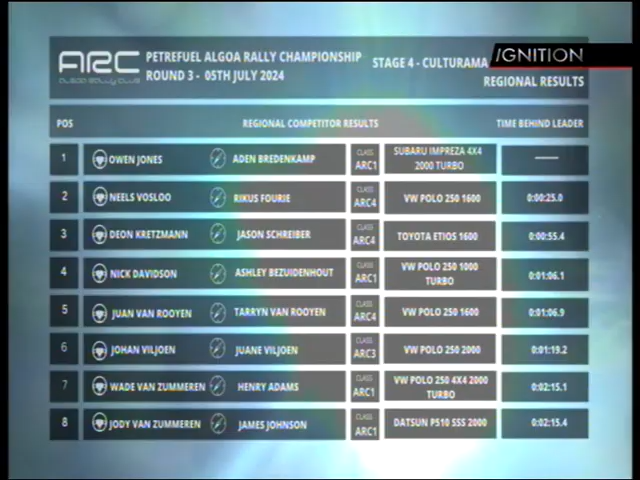 ARC
ALGOA RALLY CLUB
PETREFUEL ALGOA RALLY CHAMPIONSHIP
ROUND 3 - 05TH JULY 2024
STAGE 4 - CULTURAMA
IGNITION
REGIONAL RESULTS
POS REGIONAL COMPETITOR RESULTS TIME BEHIND LEADER
1 OWEN JONES ADEN BREDENKAMP CLASS ARC1 SUBARU IMPREZA 4X4 2000 TURBO
2 NEELS VOSLOO RIKUS FOURIE CLASS ARC4 VW POLO 250 1600 0:00:25.0
3 DEON KRETZMANN JASON SCHREIBER CLASS ARC4 TOYOTA ETIOS 1600 0:00:55.4
4 NICK DAVIDSON ASHLEY BEZUIDENHOUT CLASS ARC1 VW POLO 250 1000 TURBO 0:01:06.1
5 JUAN VAN ROOYEN TARRYN VAN ROOYEN CLASS ARC4 VW POLO 250 1600 0:01:06.9
6 JOHAN VILJOEN JUANE VILJOEN CLASS ARC3 VW POLO 250 2000 0:01:19.2
7 WADE VAN ZUMMEREN HENRY ADAMS CLASS ARC1 VW POLO 250 4X4 2000 TURBO 0:02:15.1
8 JODY VAN ZUMMEREN JAMES JOHNSON CLASS ARC1 DATSUN P510 SSS 2000 0:02:15.4